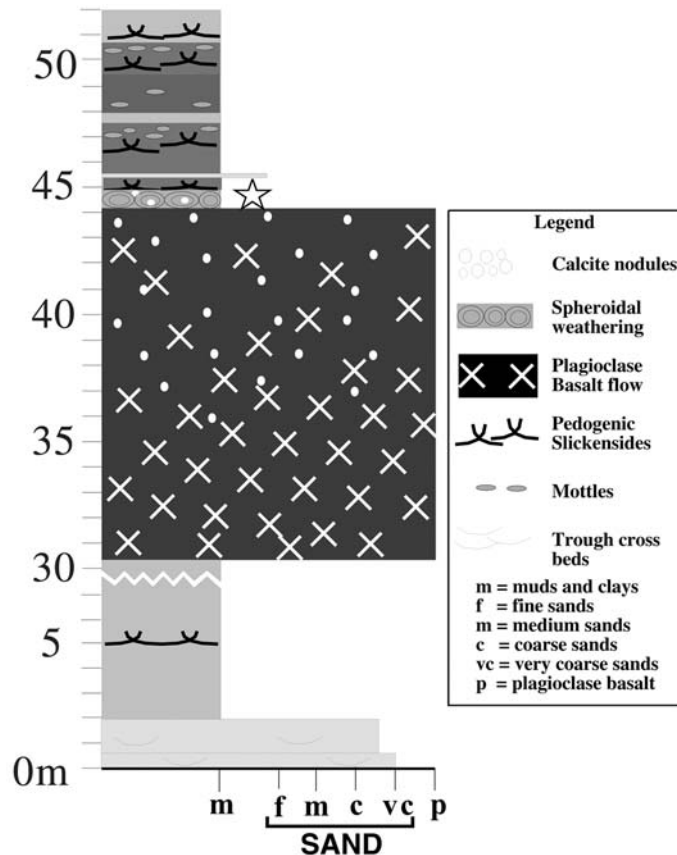 50
45
40
35
30
5
0m
m f m c vc p
SAND
Legend
Calcite nodules
Spheroidal
weathering
Plagioclase
Basalt flow
Pedogenic
Slickensides
Mottles
Trough cross
beds
m = muds and clays
f = fine sands
m = medium sands
c = coarse sands
vc = very coarse sands
p = plagioclase basalt